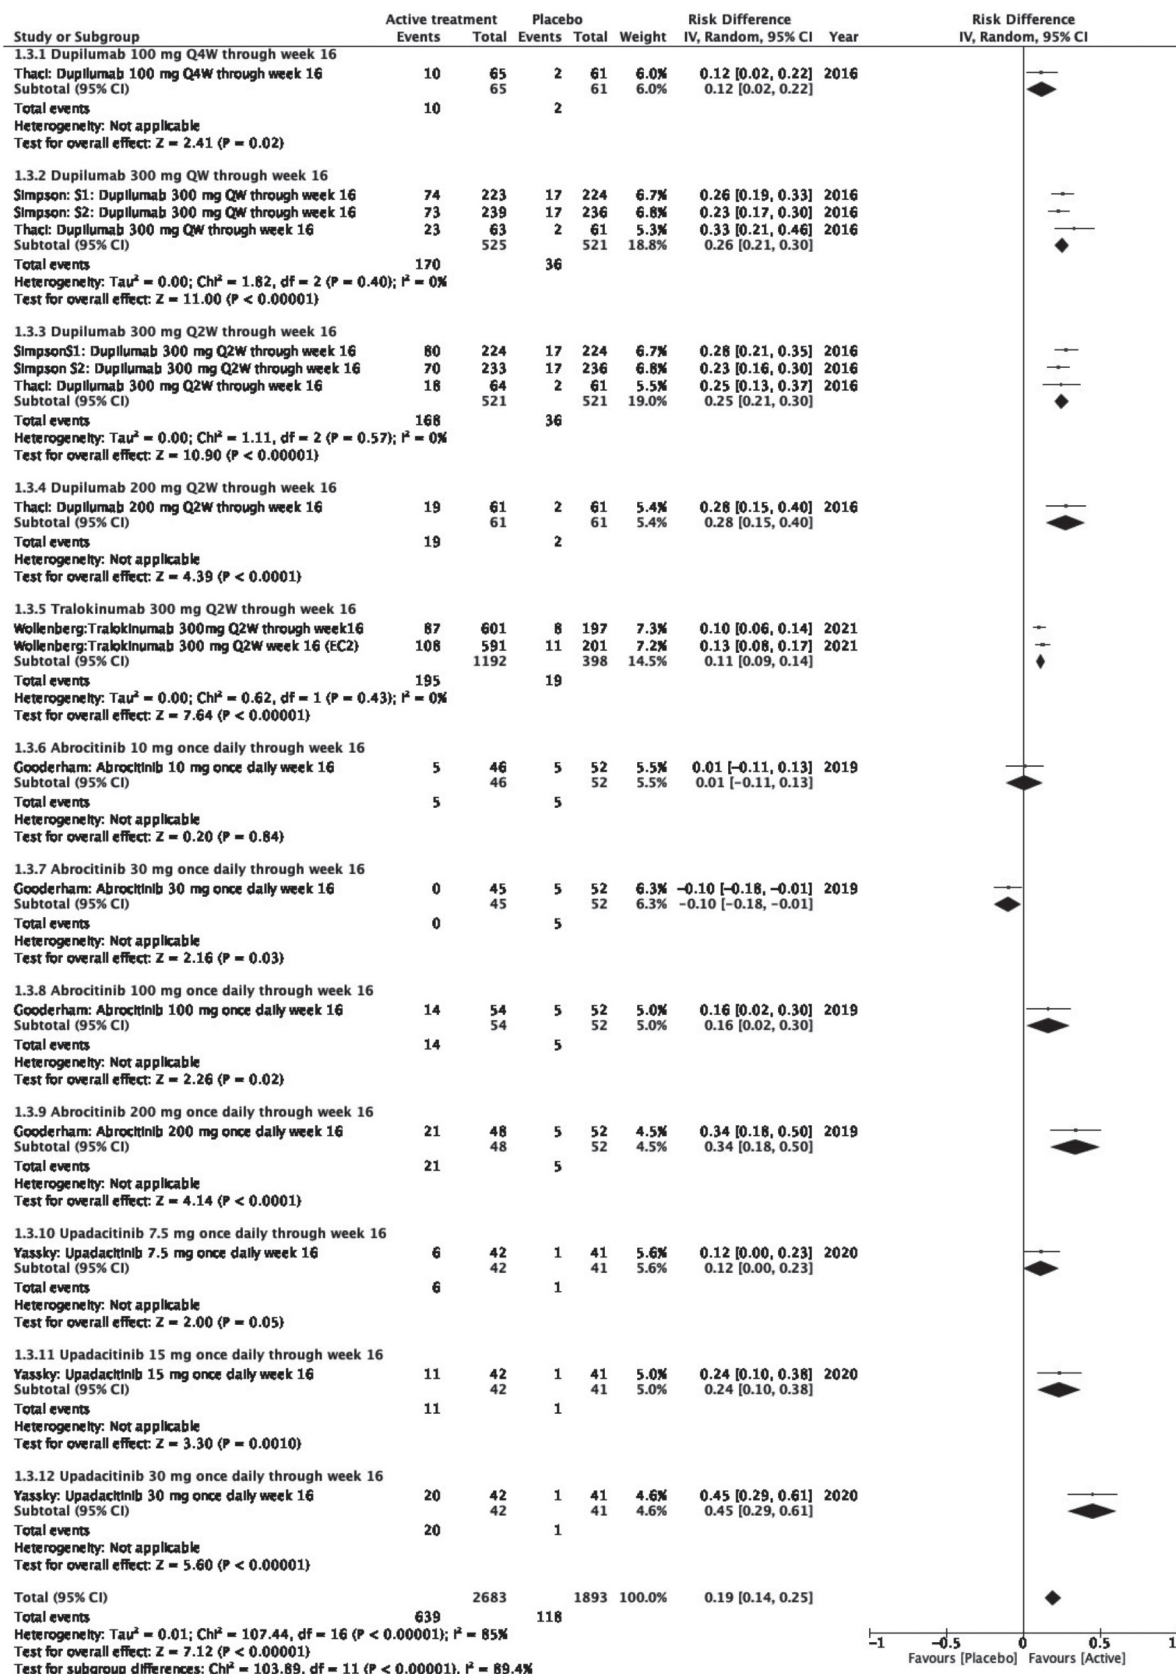 Active treatment Placebo Risk Difference Risk Difference
Study or Subgroup Events Total Events Total Weight IV, Random, 95% CI Year IV, Random, 95% CI
1.3.1 Dupilumab 100 mg Q4W through week 16
Thaci: Dupilumab 100 mg Q4W through week 16 10 65 2 61 6.0% 0.12 [0.02, 0.22] 2016
Subtotal (95% CI) 65 61 6.0% 0.12 [0.02, 0.22]
Total events 10 2
Heterogeneity: Not applicable
Test for overall effect: Z = 2.41 (P = 0.02)
1.3.2 Dupilumab 300 mg QW through week 16
Simpson: S1: Dupilumab 300 mg QW through week 16 74 223 17 224 6.7% 0.26 [0.19, 0.33] 2016
Simpson: S2: Dupilumab 300 mg QW through week 16 73 239 17 236 6.8% 0.23 [0.17, 0.30] 2016
Thaci: Dupilumab 300 mg QW through week 16 23 63 2 61 5.3% 0.33 [0.21, 0.46] 2016
Subtotal (95% CI) 525 521 18.8% 0.26 [0.21, 0.30]
Total events 170 36
Heterogeneity: Tau² = 0.00; Chi² = 1.82, df = 2 (P = 0.40); I² = 0%
Test for overall effect: Z = 11.00 (P < 0.00001)
1.3.3 Dupilumab 300 mg Q2W through week 16
SimpsonS1: Dupilumab 300 mg Q2W through week 16 80 224 17 224 6.7% 0.28 [0.21, 0.35] 2016
Simpson S2: Dupilumab 300 mg Q2W through week 16 70 233 17 236 6.8% 0.23 [0.16, 0.30] 2016
Thaci: Dupilumab 300 mg Q2W through week 16 18 64 2 61 5.5% 0.25 [0.13, 0.37] 2016
Subtotal (95% CI) 521 521 19.0% 0.25 [0.21, 0.30]
Total events 168 36
Heterogeneity: Tau² = 0.00; Chi² = 1.11, df = 2 (P = 0.57); I² = 0%
Test for overall effect: Z = 10.90 (P < 0.00001)
1.3.4 Dupilumab 200 mg Q2W through week 16
Thaci: Dupilumab 200 mg Q2W through week 16 19 61 2 61 5.4% 0.28 [0.15, 0.40] 2016
Subtotal (95% CI) 61 61 5.4% 0.28 [0.15, 0.40]
Total events 19 2
Heterogeneity: Not applicable
Test for overall effect: Z = 4.39 (P < 0.0001)
1.3.5 Tralokinumab 300 mg Q2W through week 16
Wollenberg:Tralokinumab 300mg Q2W through week16 87 601 8 197 7.3% 0.10 [0.06, 0.14] 2021
Wollenberg:Tralokinumab 300 mg Q2W week 16 (EC2) 108 591 11 201 7.2% 0.13 [0.08, 0.17] 2021
Subtotal (95% CI) 1192 398 14.5% 0.11 [0.09, 0.14]
Total events 195 19
Heterogeneity: Tau² = 0.00; Chi² = 0.62, df = 1 (P = 0.43); I² = 0%
Test for overall effect: Z = 7.64 (P < 0.00001)
1.3.6 Abrocitinib 10 mg once daily through week 16
Gooderham: Abrocitinib 10 mg once daily week 16 5 46 5 52 5.5% 0.01 [-0.11, 0.13] 2019
Subtotal (95% CI) 46 52 5.5% 0.01 [-0.11, 0.13]
Total events 5 5
Heterogeneity: Not applicable
Test for overall effect: Z = 0.20 (P = 0.84)
1.3.7 Abrocitinib 30 mg once daily through week 16
Gooderham: Abrocitinib 30 mg once daily week 16 0 45 5 52 6.3% -0.10 [-0.18, -0.01] 2019
Subtotal (95% CI) 45 52 6.3% -0.10 [-0.18, -0.01]
Total events 0 5
Heterogeneity: Not applicable
Test for overall effect: Z = 2.16 (P = 0.03)
1.3.8 Abrocitinib 100 mg once daily through week 16
Gooderham: Abrocitinib 100 mg once daily week 16 14 54 5 52 5.0% 0.16 [0.02, 0.30] 2019
Subtotal (95% CI) 54 52 5.0% 0.16 [0.02, 0.30]
Total events 14 5
Heterogeneity: Not applicable
Test for overall effect: Z = 2.26 (P = 0.02)
1.3.9 Abrocitinib 200 mg once daily through week 16
Gooderham: Abrocitinib 200 mg once daily week 16 21 48 5 52 4.5% 0.34 [0.18, 0.50] 2019
Subtotal (95% CI) 48 52 4.5% 0.34 [0.18, 0.50]
Total events 21 5
Heterogeneity: Not applicable
Test for overall effect: Z = 4.14 (P < 0.0001)
1.3.10 Upadacitinib 7.5 mg once daily through week 16
Yassky: Upadacitinib 7.5 mg once daily week 16 6 42 1 41 5.6% 0.12 [0.00, 0.23] 2020
Subtotal (95% CI) 42 41 5.6% 0.12 [0.00, 0.23]
Total events 6 1
Heterogeneity: Not applicable
Test for overall effect: Z = 2.00 (P = 0.05)
1.3.11 Upadacitinib 15 mg once daily through week 16
Yassky: Upadacitinib 15 mg once daily week 16 11 42 1 41 5.0% 0.24 [0.10, 0.38] 2020
Subtotal (95% CI) 42 41 5.0% 0.24 [0.10, 0.38]
Total events 11 1
Heterogeneity: Not applicable
Test for overall effect: Z = 3.30 (P = 0.0010)
1.3.12 Upadacitinib 30 mg once daily through week 16
Yassky: Upadacitinib 30 mg once daily week 16 20 42 1 41 4.6% 0.45 [0.29, 0.61] 2020
Subtotal (95% CI) 42 41 4.6% 0.45 [0.29, 0.61]
Total events 20 1
Heterogeneity: Not applicable
Test for overall effect: Z = 5.60 (P < 0.00001)
Total (95% CI) 2683 1893 100.0% 0.19 [0.14, 0.25]
Total events 639 118
Heterogeneity: Tau² = 0.01; Chi² = 107.44, df = 16 (P < 0.00001); I² = 85%
Test for overall effect: Z = 7.12 (P < 0.00001)
Test for subgroup differences: Chi² = 103.89, df = 11 (P < 0.00001), I² = 89.4%
-1 -0.5 0 0.5 1
Favours [Placebo] Favours [Active]